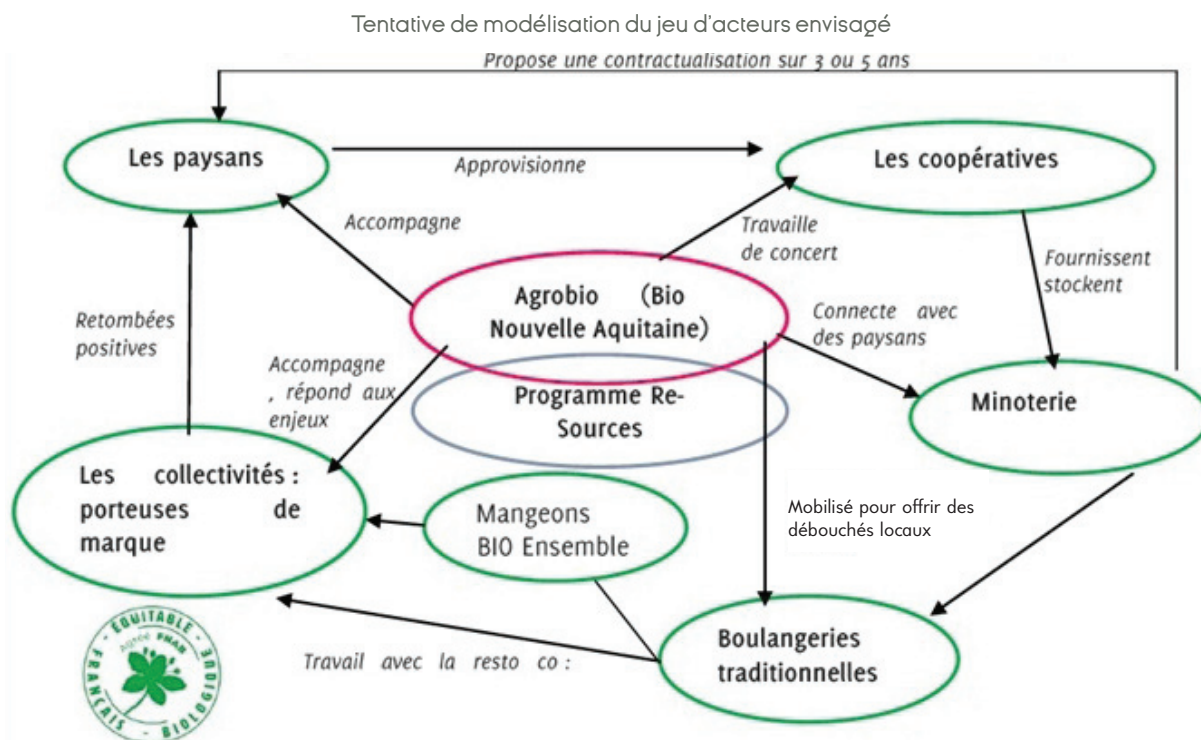 Tentative de modélisation du jeu d'acteurs envisagé
Propose une contractualisation sur 3 ou 5 ans
Les paysans
Approvisionne
Les coopératives
Accompagne
Travaille
de concert
Fournissent
stockent
Agrobio (Bio
Nouvelle Aquitaine)
Connecte avec
des paysans
Retombées
positives
Accompagne
, répond aux
enjeux
Programme Re-
Sources
Minoterie
Les collectivités :
porteuses de
marque
Mangeons
BIO Ensemble
Mobilisé pour offrir des
débouchés locaux
Boulangeries
traditionnelles
Travail avec la resto co :
- ÉQUITABLE - BIOLOGIQUE - FRANÇAIS
Agréé FNAB